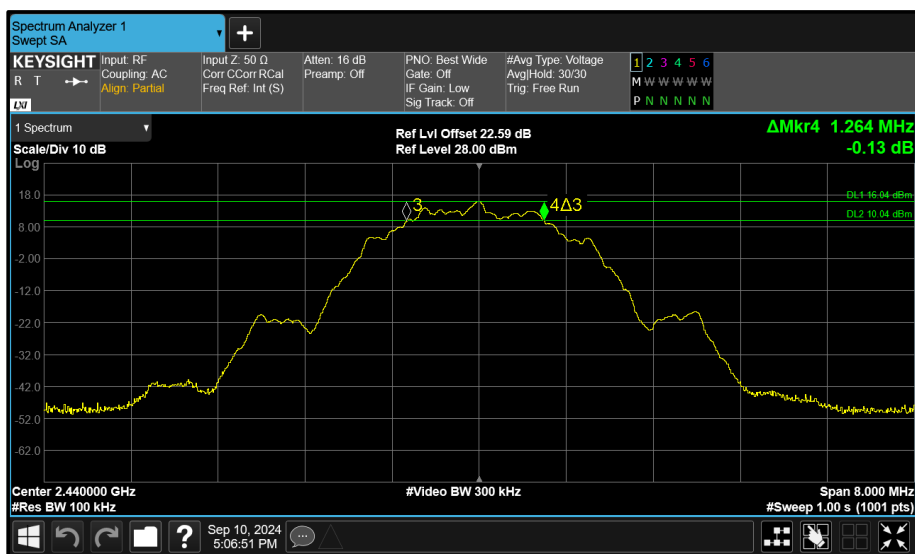 Spectrum Analyzer 1
Swept SA
KEYSIGHT
R T
LXI
Input: RF
Coupling: AC
Align: Partial
Input Z: 50 Ω
Corr CCorr RCal
Freq Ref: Int (S)
Atten: 16 dB
Preamp: Off
PNO: Best Wide
Gate: Off
IF Gain: Low
Sig Track: Off
#Avg Type: Voltage
Avg|Hold: 30/30
Trig: Free Run
1 2 3 4 5 6
M W W W W W
P N N N N N
1 Spectrum
Scale/Div 10 dB
Log
Ref Lvl Offset 22.59 dB
Ref Level 28.00 dBm
ΔMkr4 1.264 MHz
-0.13 dB
18.0
8.00
-2.00
-12.0
-22.0
-32.0
-42.0
-52.0
-62.0
3
4Δ3
DL1 16.04 dBm
DL2 10.04 dBm
Center 2.440000 GHz
#Res BW 100 kHz
#Video BW 300 kHz
Span 8.000 MHz
#Sweep 1.00 s (1001 pts)
?
Sep 10, 2024
5:06:51 PM